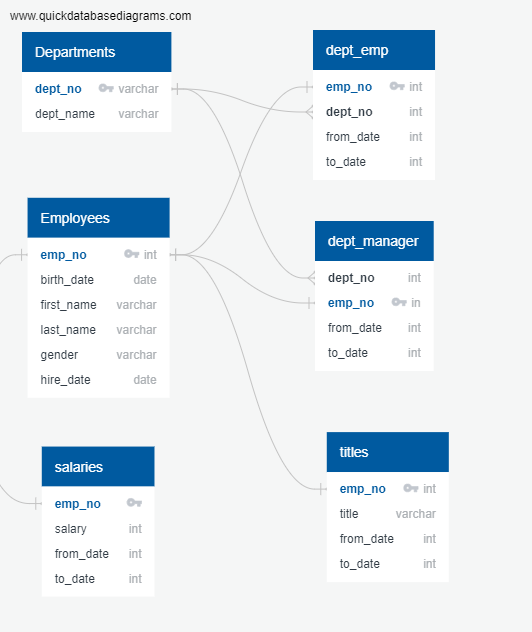 www.quickdatabasediagrams.com
Departments
dept_no varchar
dept_name varchar
dept_emp
emp_no int
dept_no int
from_date int
to_date int
Employees
emp_no int
birth_date date
first_name varchar
last_name varchar
gender varchar
hire_date date
dept_manager
dept_no int
emp_no in
from_date int
to_date int
salaries
emp_no
salary int
from_date int
to_date int
titles
emp_no int
title varchar
from_date int
to_date int